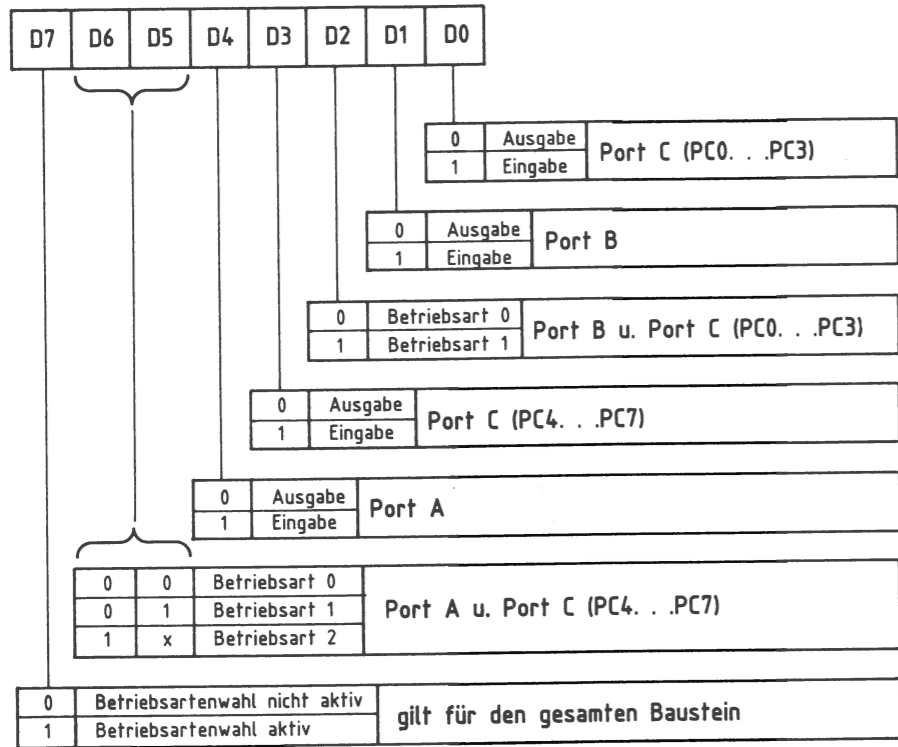 D7 D6 D5 D4 D3 D2 D1 D0
0 Ausgabe Port C (PC0. . .PC3)
1 Eingabe
0 Ausgabe Port B
1 Eingabe
0 Betriebsart 0 Port B u. Port C (PC0. . .PC3)
1 Betriebsart 1
0 Ausgabe Port C (PC4. . .PC7)
1 Eingabe
0 Ausgabe Port A
1 Eingabe
0 0 Betriebsart 0
0 1 Betriebsart 1 Port A u. Port C (PC4. . .PC7)
1 x Betriebsart 2
0 Betriebsartenwahl nicht aktiv gilt für den gesamten Baustein
1 Betriebsartenwahl aktiv